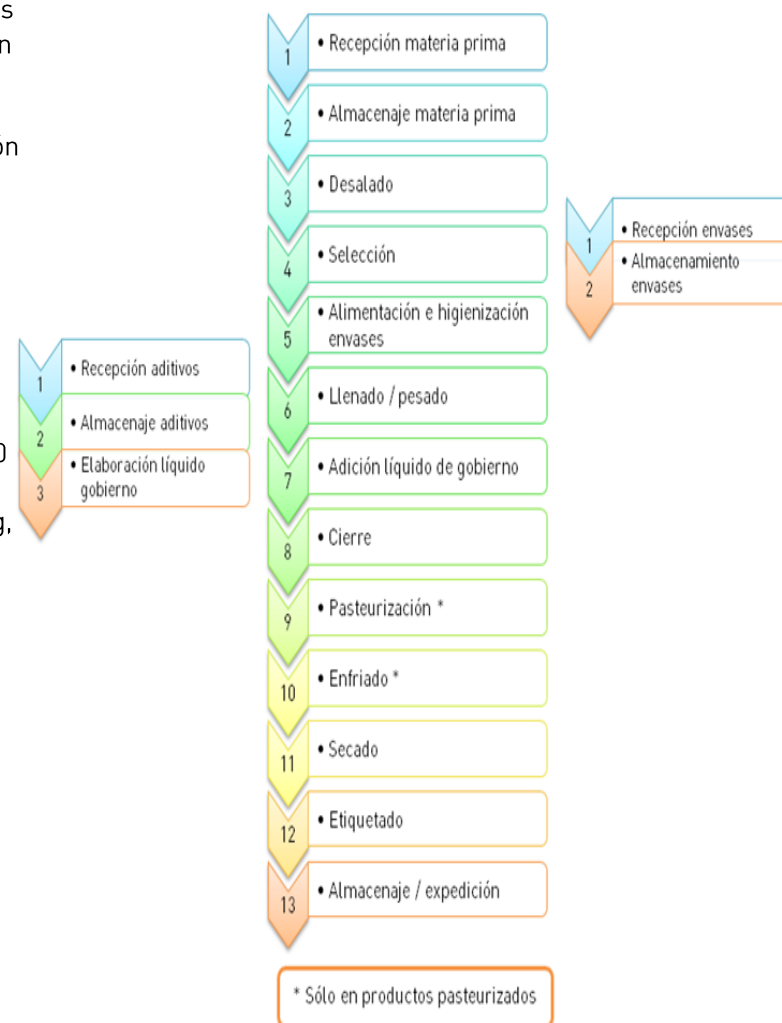 s
n
ón
0
g,
1
• Recepción materia prima
2
• Almacenaje materia prima
3
• Desalado
4
• Selección
5
• Alimentación e higienización
envases
6
• Llenado / pesado
7
• Adición líquido de gobierno
8
• Cierre
9
• Pasteurización *
10
• Enfriado *
11
• Secado
12
• Etiquetado
13
• Almacenaje / expedición
* Sólo en productos pasteurizados
1
• Recepción aditivos
2
• Almacenaje aditivos
3
• Elaboración líquido
gobierno
1
• Recepción envases
2
• Almacenamiento
envases